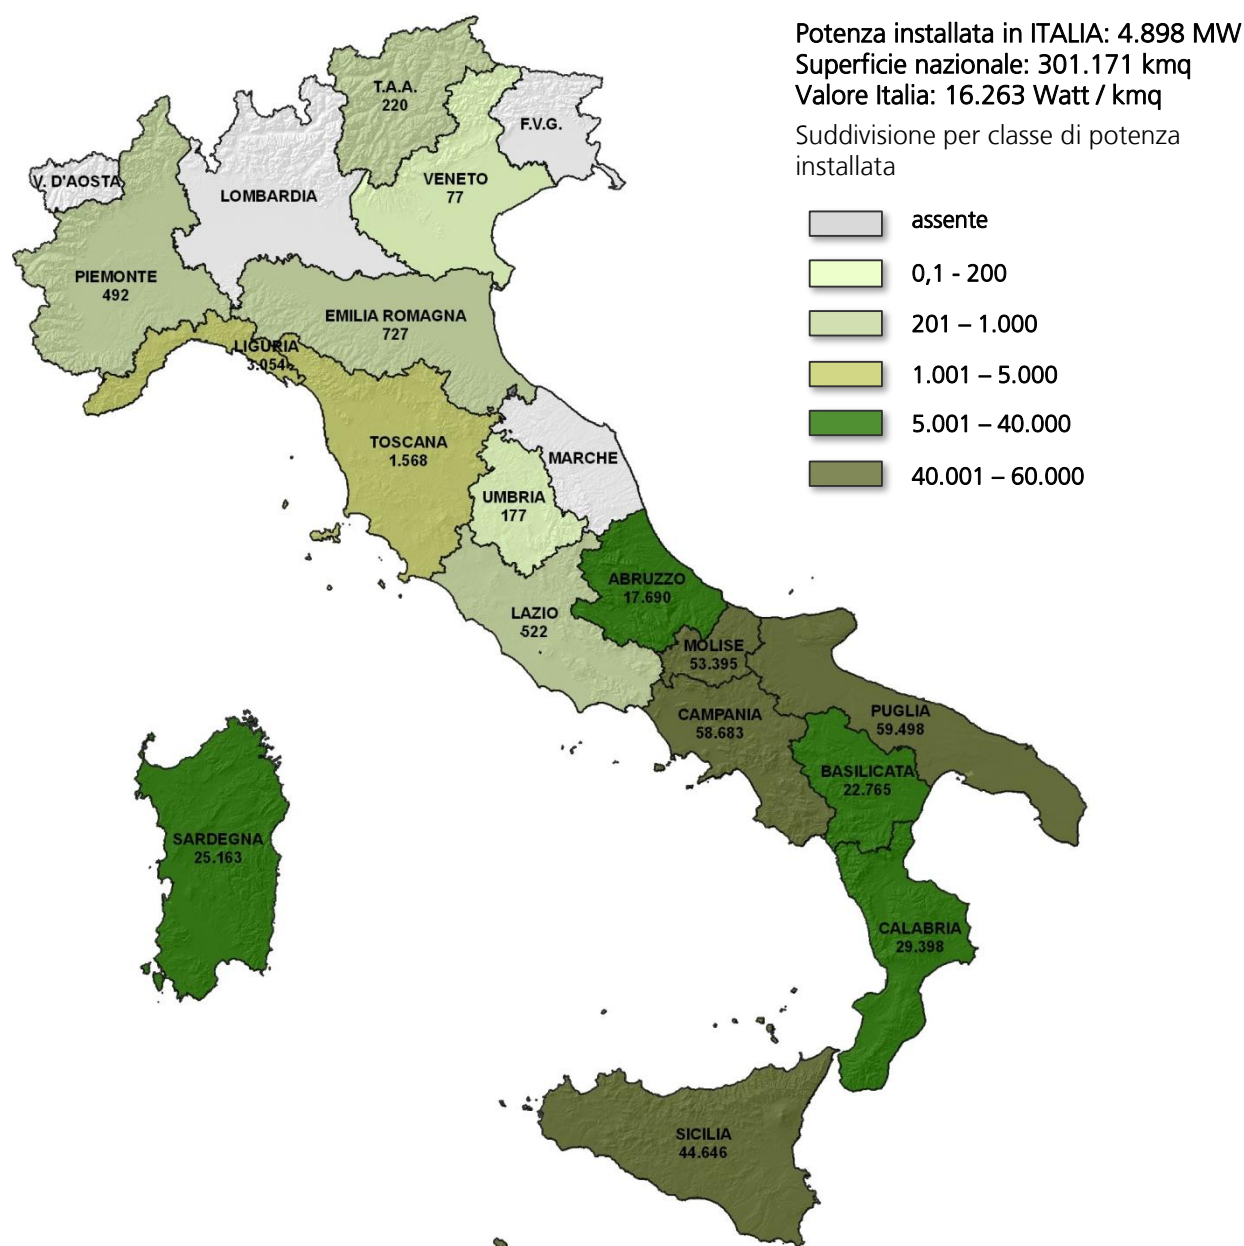 Potenza installata in ITALIA: 4.898 MW
Superficie nazionale: 301.171 kmq
Valore Italia: 16.263 Watt / kmq
Suddivisione per classe di potenza
installata
assente
0,1 - 200
201 – 1.000
1.001 – 5.000
5.001 – 40.000
40.001 – 60.000
T.A.A.
220
F.V.G.
V. D'AOSTA
LOMBARDIA
VENETO
77
PIEMONTE
492
EMILIA ROMAGNA
727
LIGURIA
3.054
TOSCANA
1.568
MARCHE
UMBRIA
177
ABRUZZO
17.690
LAZIO
522
MOLISE
53.395
CAMPANIA
58.683
PUGLIA
59.498
BASILICATA
22.765
SARDEGNA
25.163
CALABRIA
29.398
SICILIA
44.646